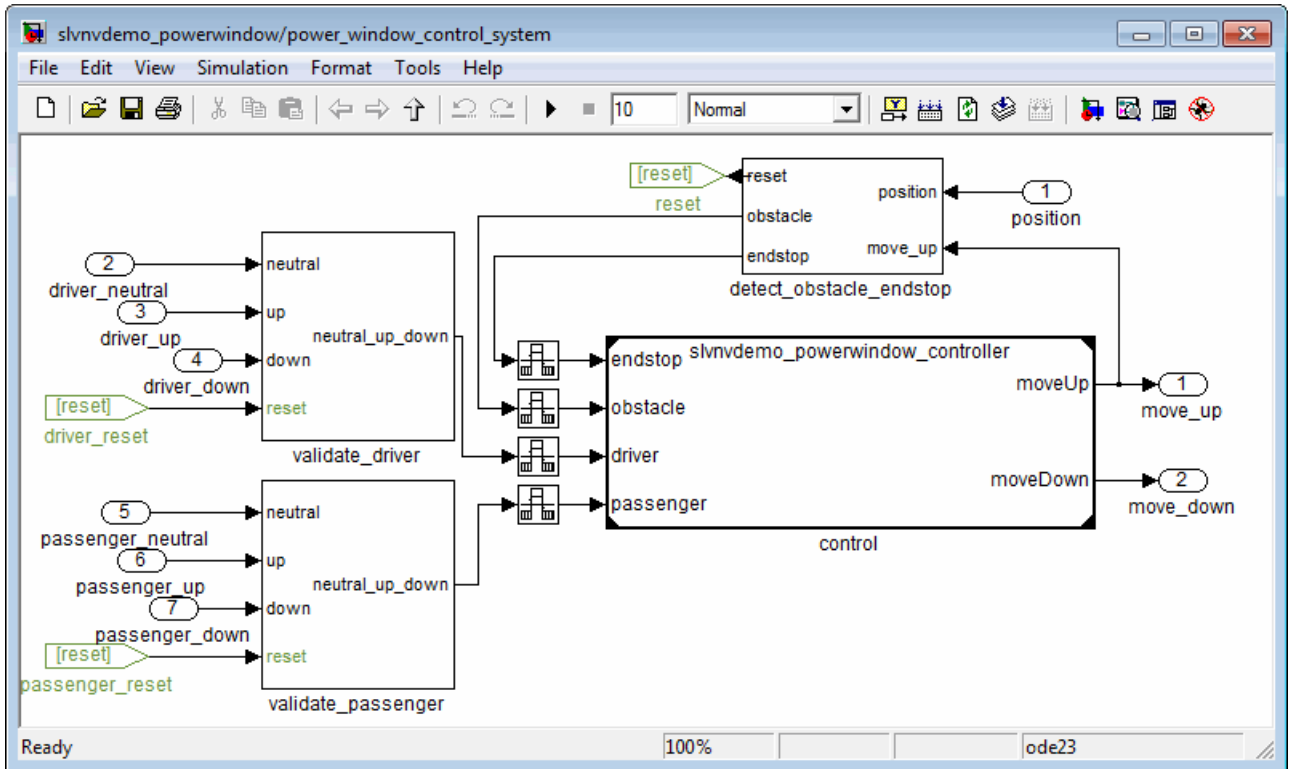 slvnvdemo_powerwindow/power_window_control_system
File Edit View Simulation Format Tools Help
10 Normal
[reset]
reset
reset
obstacle
endstop
position
move_up
detect_obstacle_endstop
1
position
2
driver_neutral
3
driver_up
4
driver_down
[reset]
driver_reset
neutral
up
down
reset
neutral_up_down
validate_driver
5
passenger_neutral
6
passenger_up
7
passenger_down
[reset]
passenger_reset
neutral
up
down
reset
neutral_up_down
validate_passenger
slvnvdemo_powerwindow_controller
endstop
obstacle
driver
passenger
moveUp
moveDown
control
1
move_up
2
move_down
Ready 100% ode23